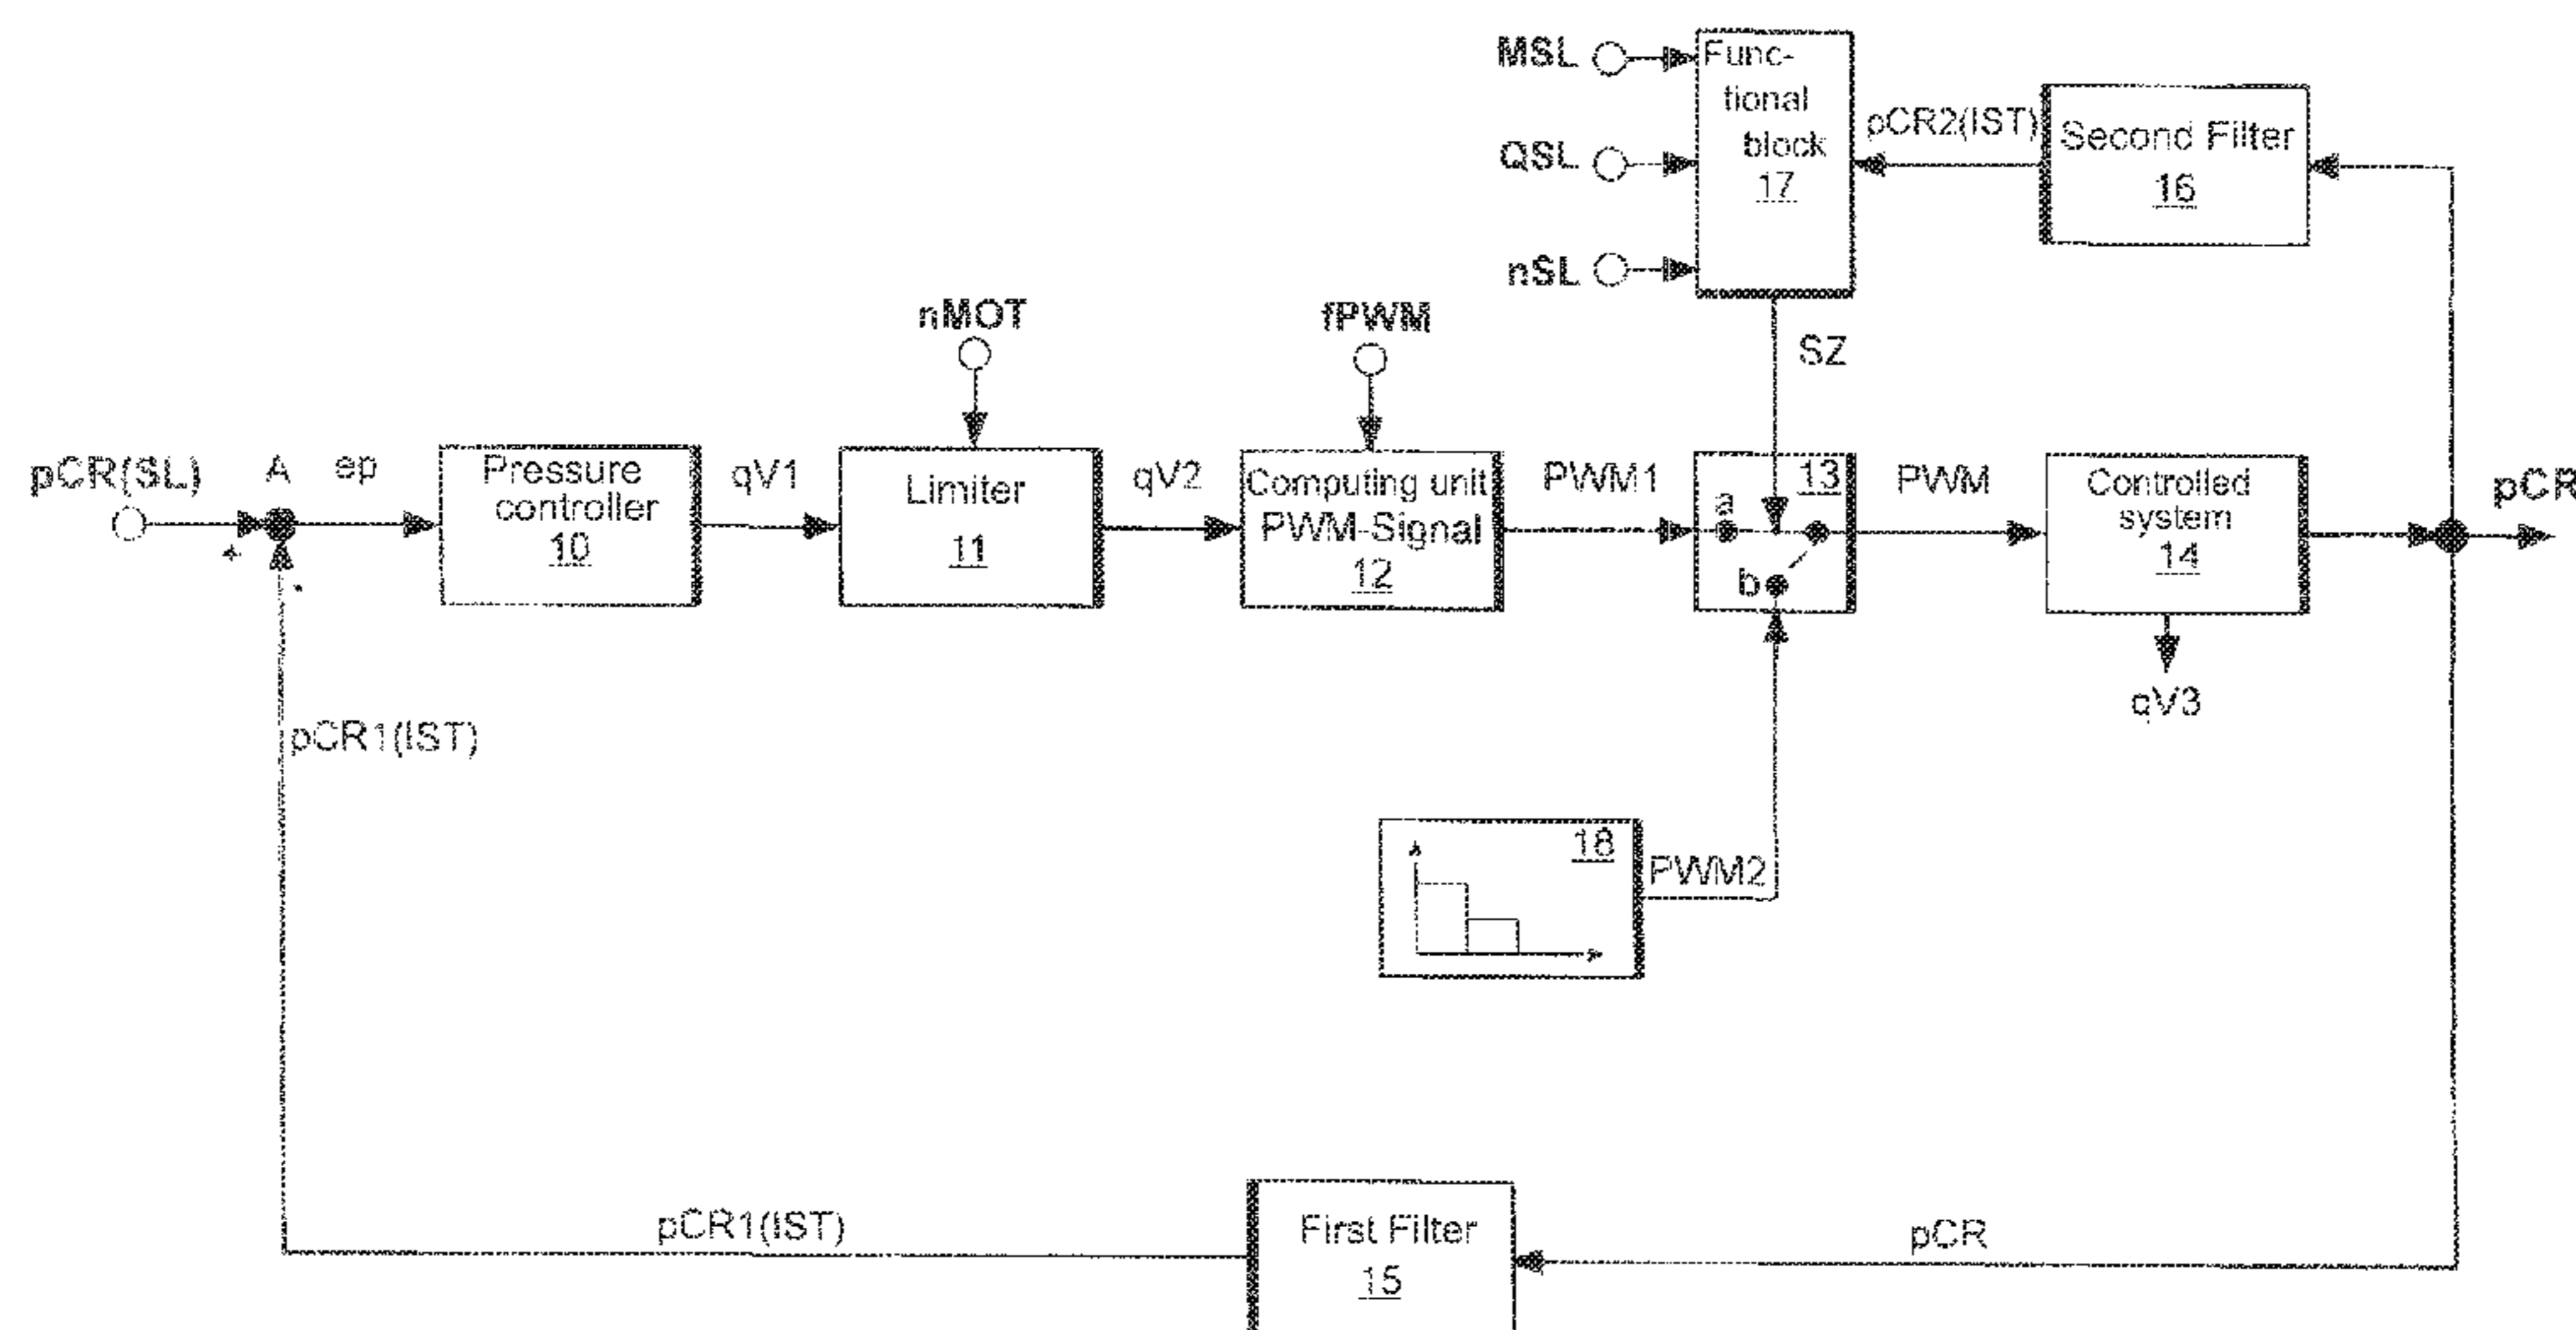 MSL
QSL
nSL
Func-
tional
block
17
pCR2(IST)
Second Filter
16
SZ
nMOT
fPWM
pCR(SL)
+
A
-
ep
Pressure
controller
10
qV1
Limiter
11
qV2
Computing unit
PWM-Signal
12
PWM1
13
a
b
PWM
Controlled
system
14
pCR
qV3
pCR1(IST)
18
PWM2
pCR1(IST)
First Filter
15
pCR